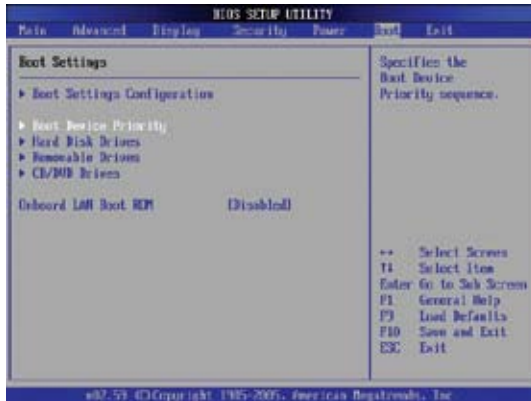 BIOS SETUP UTILITY
Main Advanced Display Security Power Boot Exit
Boot Settings
Boot Settings Configuration
Boot Device Priority
Hard Disk Drives
Removable Drives
CD/DVD Drives
Onboard LAN Boot ROM [Disabled]
Specifies the
Boot Device
Priority sequence.
↔ Select Screen
↑↓ Select Item
Enter Go to Sub Screen
F1 General Help
F9 Load Defaults
F10 Save and Exit
ESC Exit
v02.59 (C)Copyright 1985-2005, American Megatrends, Inc